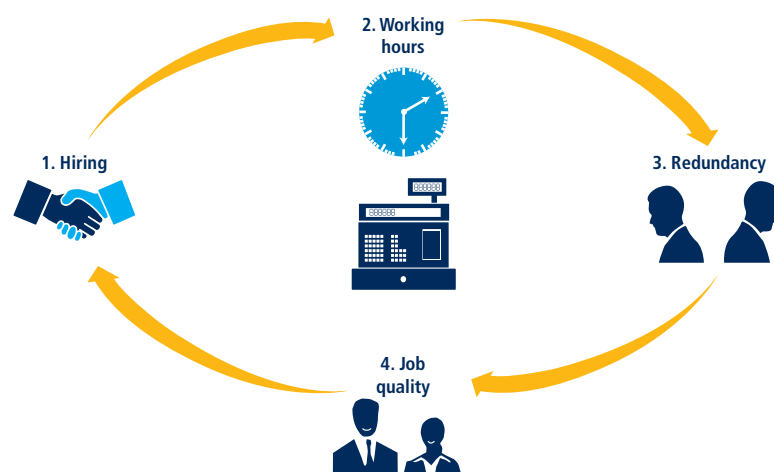 2. Working
hours
1. Hiring
3. Redundancy
4. Job
quality